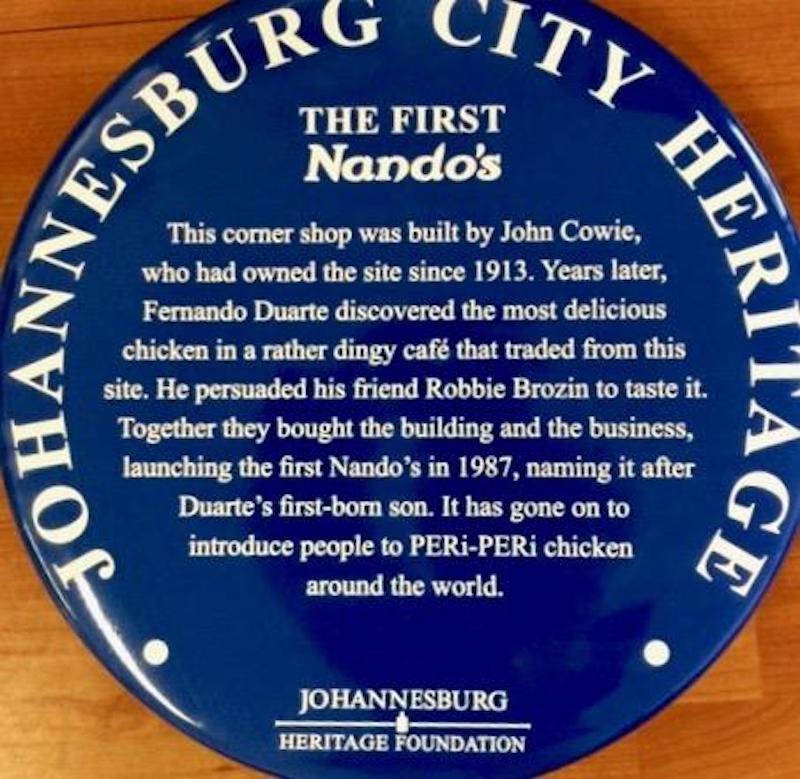 JOHANNESBURG CITY HERITAGE
THE FIRST
Nando's
This corner shop was built by John Cowie,
who had owned the site since 1913. Years later,
Fernando Duarte discovered the most delicious
chicken in a rather dingy café that traded from this
site. He persuaded his friend Robbie Brozin to taste it.
Together they bought the building and the business,
launching the first Nando's in 1987, naming it after
Duarte's first-born son. It has gone on to
introduce people to PERi-PERi chicken
around the world.
JOHANNESBURG
HERITAGE FOUNDATION